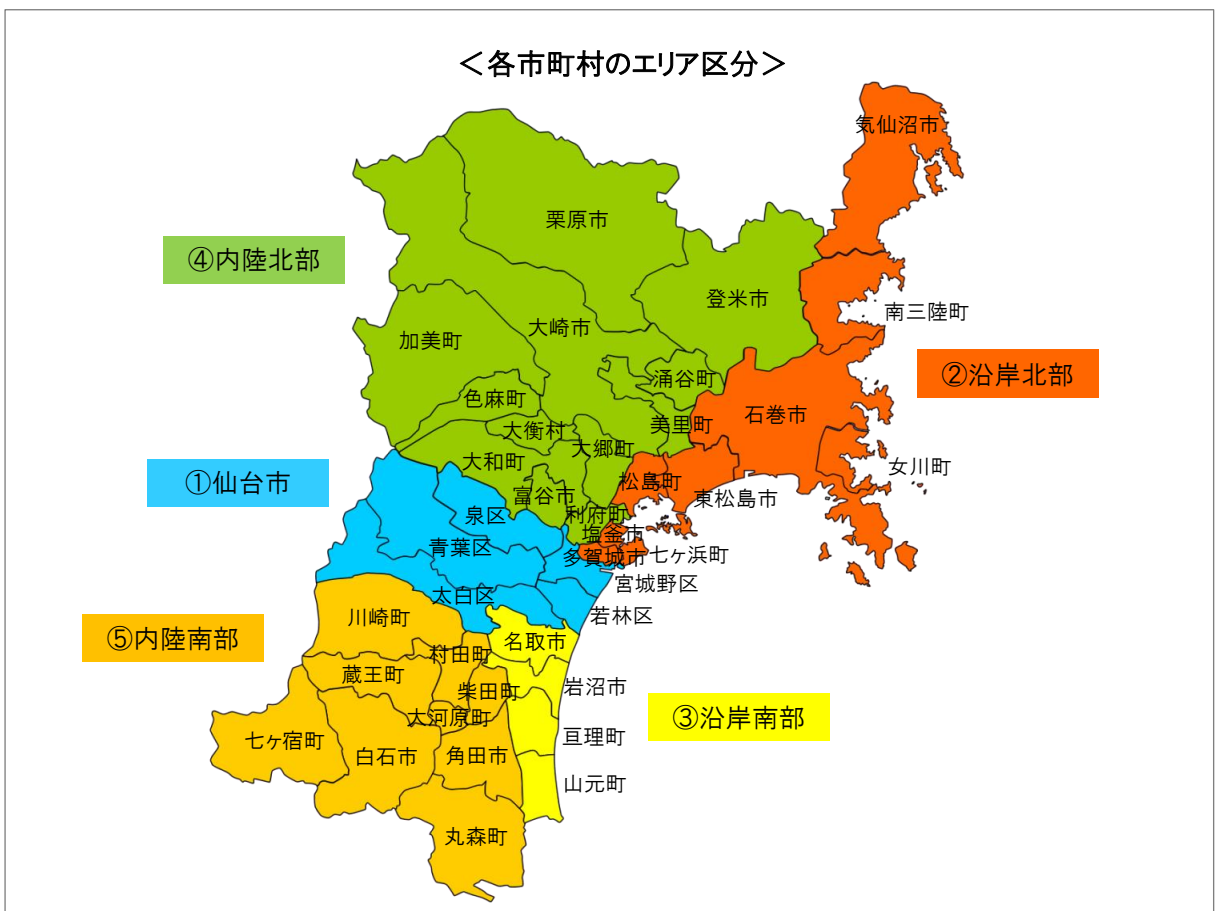 ＜各市町村のエリア区分＞
気仙沼市
栗原市
④内陸北部
登米市
南三陸町
大崎市
加美町
②沿岸北部
涌谷町
色麻町
石巻市
美里町
大衡村
大郷町
大和町
女川町
①仙台市
松島町
富谷市
東松島市
泉区
利府町
塩釜市
青葉区
多賀城市
七ヶ浜町
宮城野区
太白区
若林区
川崎町
⑤内陸南部
名取市
村田町
蔵王町
岩沼市
柴田町
大河原町
③沿岸南部
亘理町
七ヶ宿町
白石市
角田市
山元町
丸森町